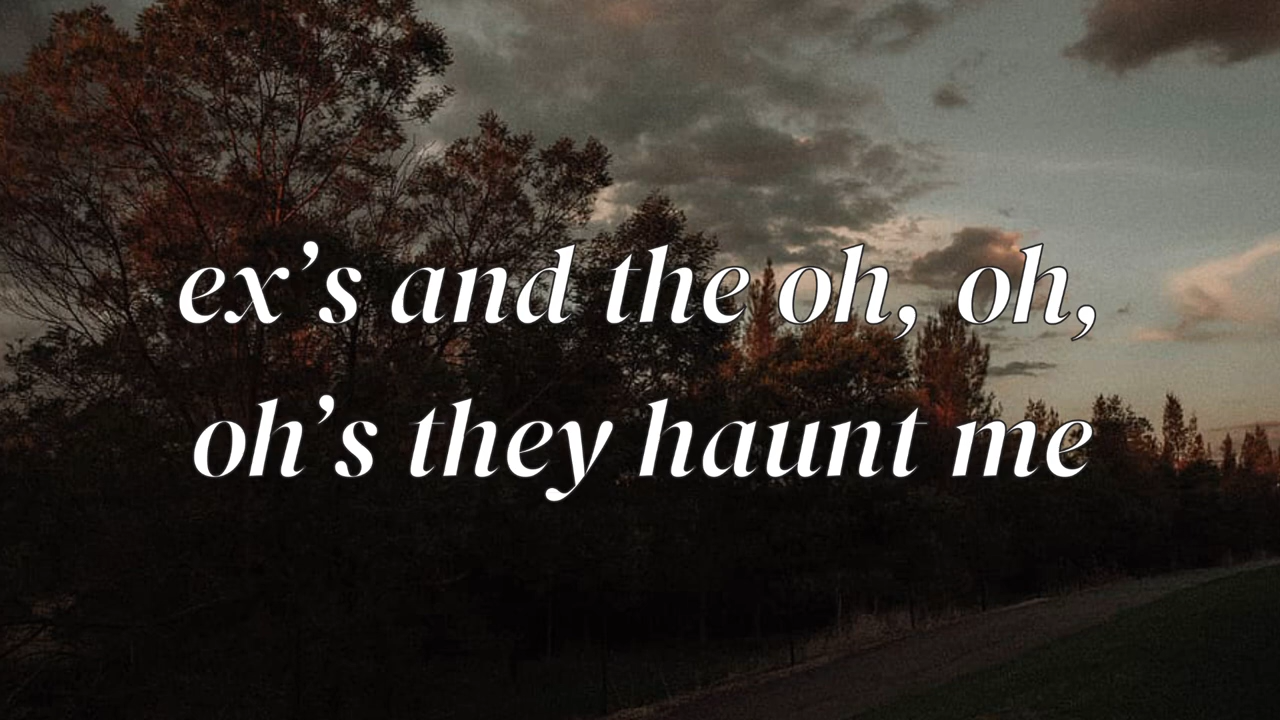 ex’s and the oh, oh,
oh’s they haunt me